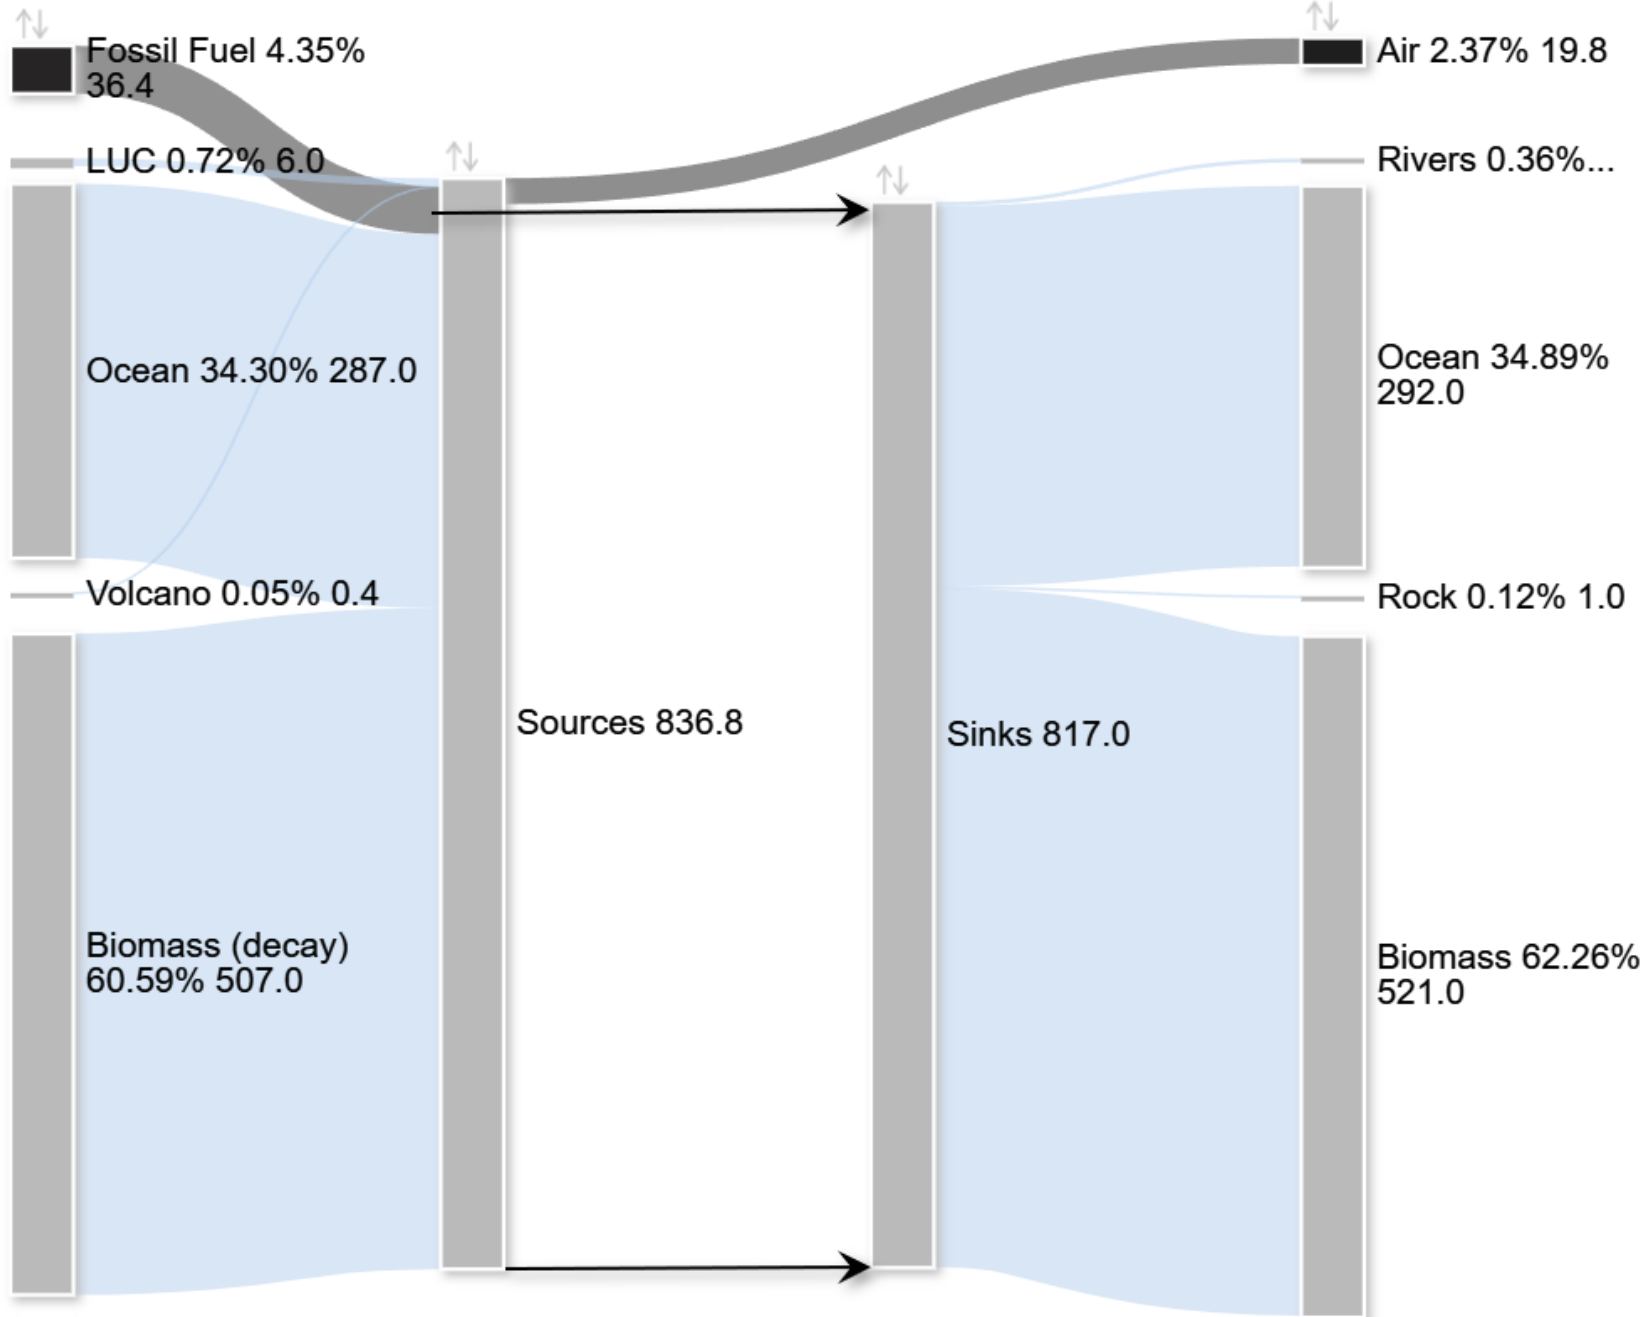 Fossil Fuel 4.35%
36.4
LUC 0.72% 6.0
Ocean 34.30% 287.0
Volcano 0.05% 0.4
Biomass (decay)
60.59% 507.0
Sources 836.8
Sinks 817.0
Air 2.37% 19.8
Rivers 0.36%...
Ocean 34.89%
292.0
Rock 0.12% 1.0
Biomass 62.26%
521.0